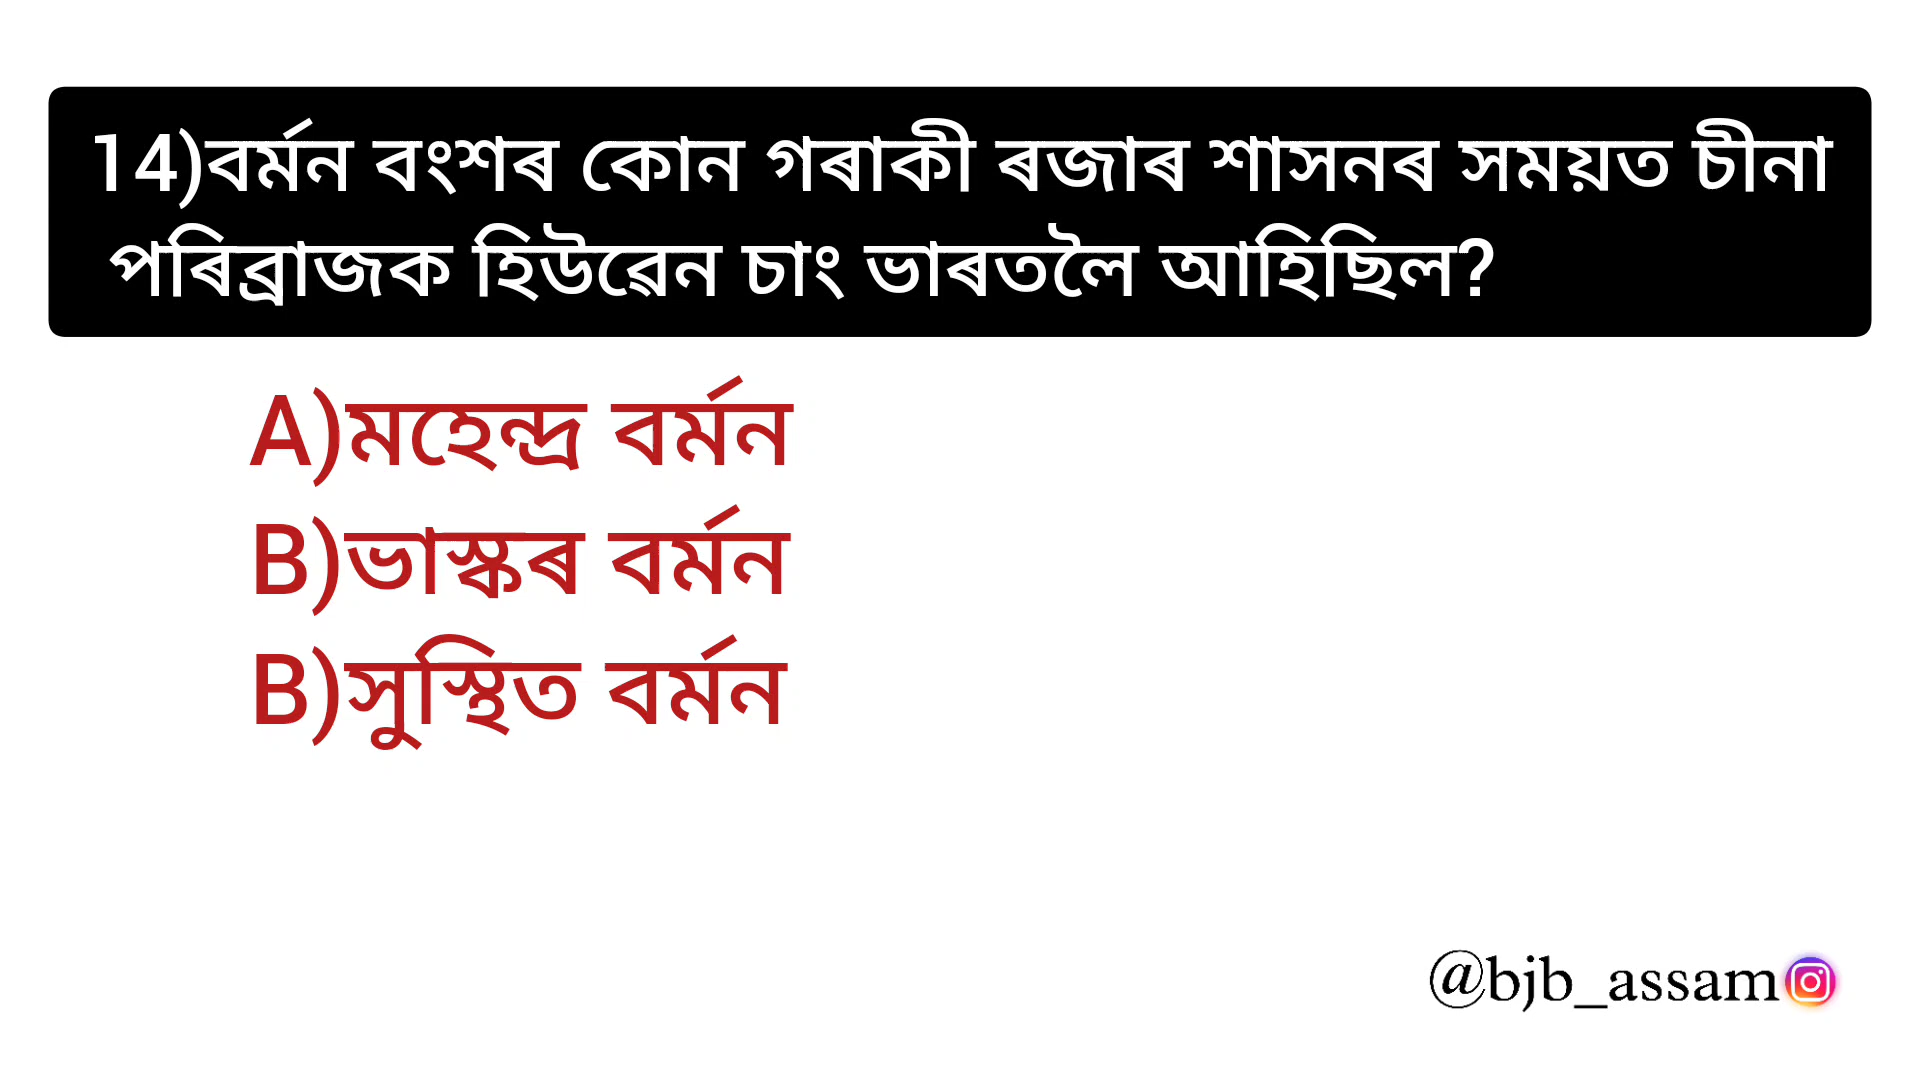 14)বৰ্মন বংশৰ কোন গৰাকী ৰজাৰ শাসনৰ সময়ত চীনা
পৰিব্ৰাজক হিউৱেন চাং ভাৰতলৈ আহিছিল?
A)মহেন্দ্ৰ বৰ্মন
B)ভাস্কৰ বৰ্মন
B)সুস্থিত বৰ্মন
@bjb_assam